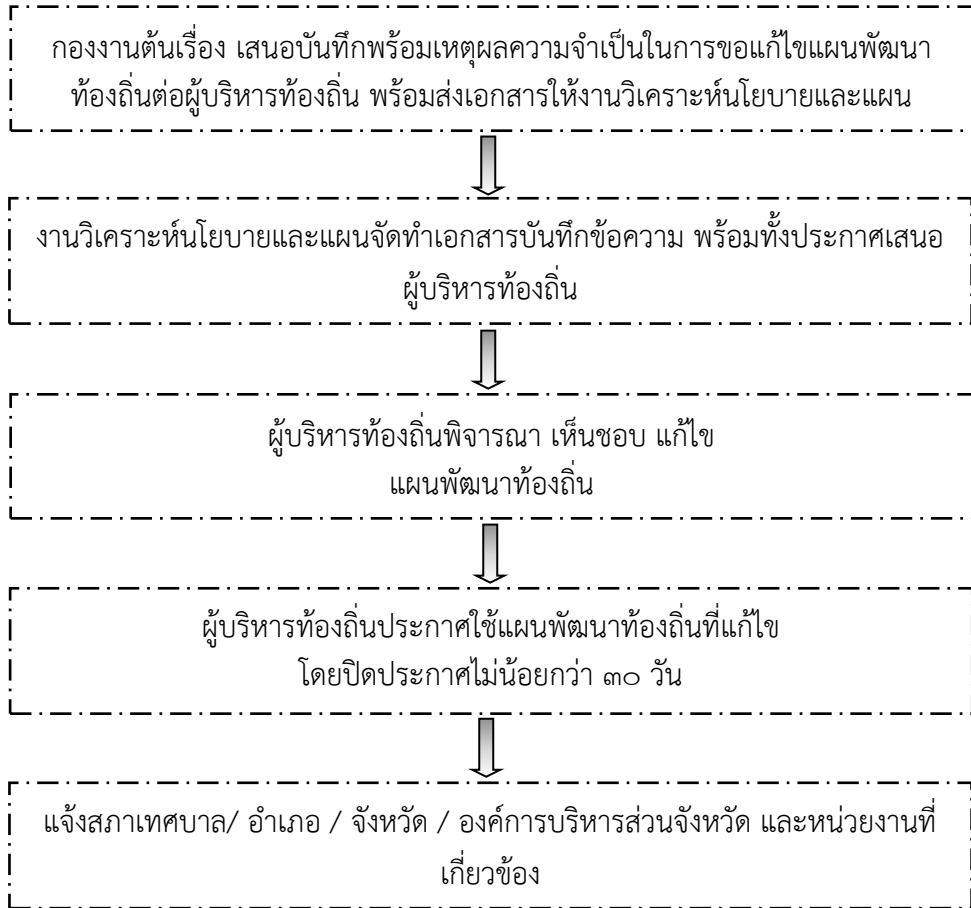 กองงานต้นเรื่อง เสนอบันทึกพร้อมเหตุผลความจำเป็นในการขอแก้ไขแผนพัฒนา
ท้องถิ่นต่อผู้บริหารท้องถิ่น พร้อมส่งเอกสารให้งานวิเคราะห์นโยบายและแผน
งานวิเคราะห์นโยบายและแผนจัดทำเอกสารบันทึกข้อความ พร้อมทั้งประกาศเสนอ
ผู้บริหารท้องถิ่น
ผู้บริหารท้องถิ่นพิจารณา เห็นชอบ แก้ไข
แผนพัฒนาท้องถิ่น
ผู้บริหารท้องถิ่นประกาศใช้แผนพัฒนาท้องถิ่นที่แก้ไข
โดยปิดประกาศไม่น้อยกว่า ๓๐ วัน
แจ้งสภาเทศบาล/ อำเภอ / จังหวัด / องค์การบริหารส่วนจังหวัด และหน่วยงานที่
เกี่ยวข้อง